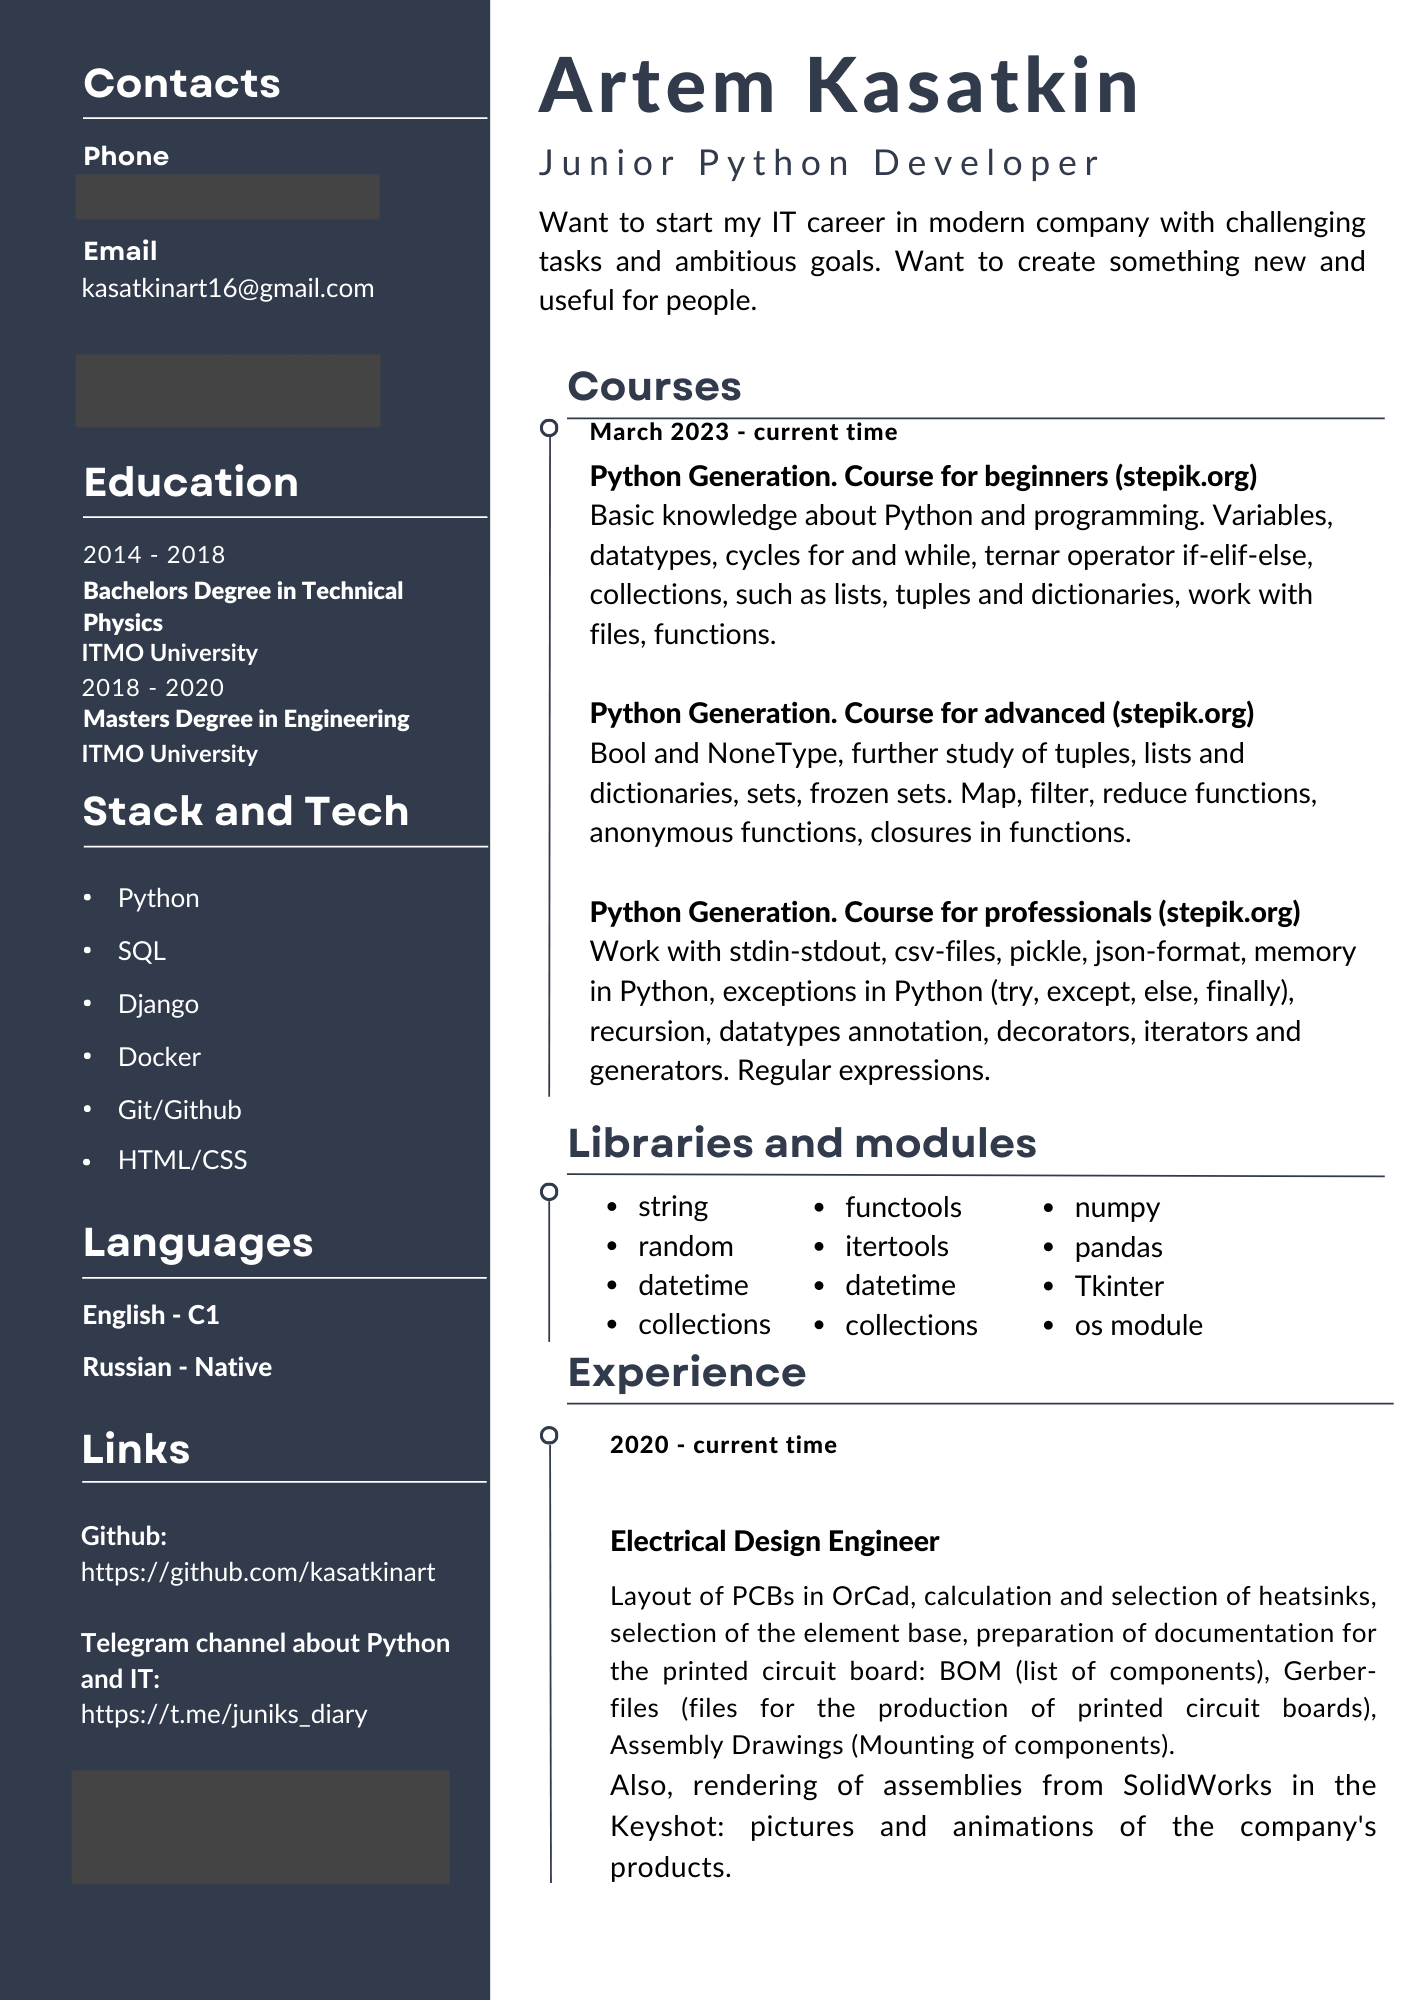 Contacts
Phone
Email
kasatkinart16@gmail.com
Education
2014 - 2018
Bachelors Degree in Technical
Physics
ITMO University
2018 - 2020
Masters Degree in Engineering
ITMO University
Stack and Tech
• Python
• SQL
• Django
• Docker
• Git/Github
• HTML/CSS
Languages
English - C1
Russian - Native
Links
Github:
https://github.com/kasatkinart
Telegram channel about Python
and IT:
https://t.me/juniks_diary
Artem Kasatkin
Junior Python Developer
Want to start my IT career in modern company with challenging
tasks and ambitious goals. Want to create something new and
useful for people.
Courses
March 2023 - current time
Python Generation. Course for beginners (stepik.org)
Basic knowledge about Python and programming. Variables,
datatypes, cycles for and while, ternar operator if-elif-else,
collections, such as lists, tuples and dictionaries, work with
files, functions.
Python Generation. Course for advanced (stepik.org)
Bool and NoneType, further study of tuples, lists and
dictionaries, sets, frozen sets. Map, filter, reduce functions,
anonymous functions, closures in functions.
Python Generation. Course for professionals (stepik.org)
Work with stdin-stdout, csv-files, pickle, json-format, memory
in Python, exceptions in Python (try, except, else, finally),
recursion, datatypes annotation, decorators, iterators and
generators. Regular expressions.
Libraries and modules
• string
• random
• datetime
• collections
• functools
• itertools
• datetime
• collections
• numpy
• pandas
• Tkinter
• os module
Experience
2020 - current time
Electrical Design Engineer
Layout of PCBs in OrCad, calculation and selection of heatsinks,
selection of the element base, preparation of documentation for
the printed circuit board: BOM (list of components), Gerber-
files (files for the production of printed circuit boards),
Assembly Drawings (Mounting of components).
Also, rendering of assemblies from SolidWorks in the
Keyshot: pictures and animations of the company's
products.